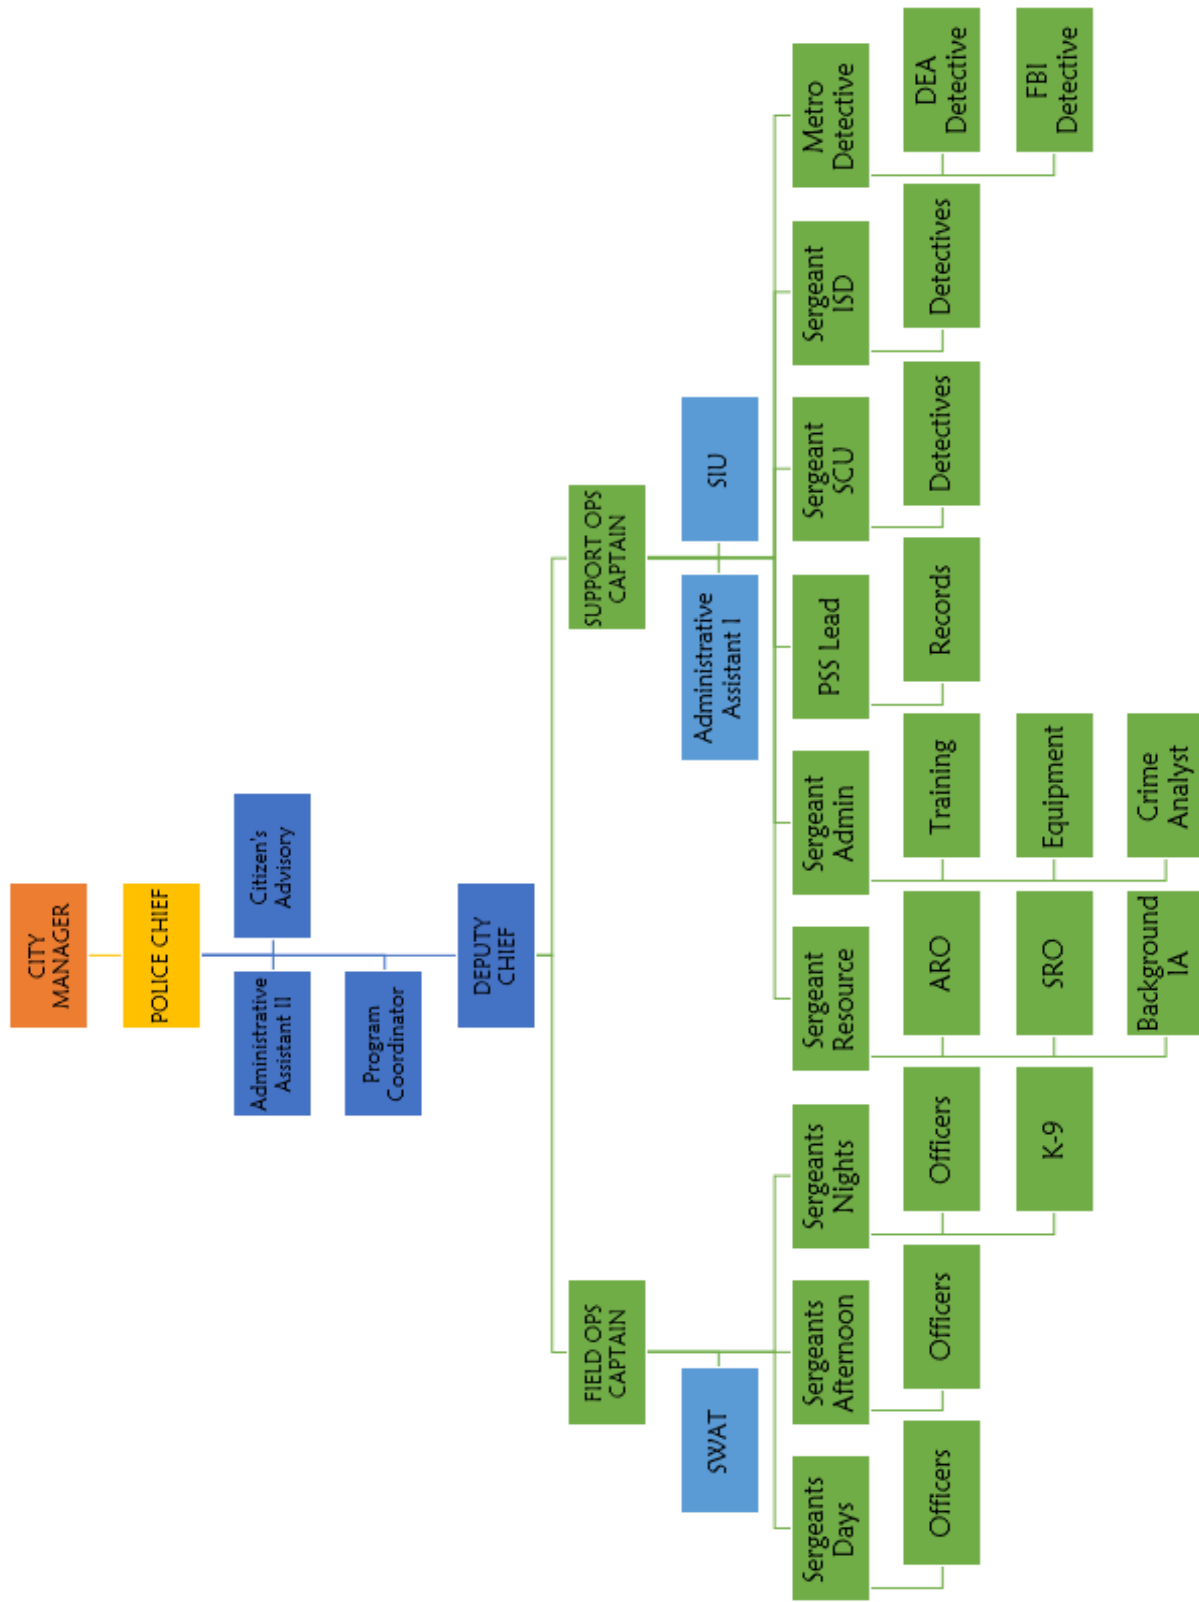 CITY
MANAGER
POLICE CHIEF
Administrative
Assistant II
Citizen's
Advisory
Program
Coordinator
DEPUTY
CHIEF
FIELD OPS
CAPTAIN
SUPPORT OPS
CAPTAIN
SWAT
Administrative
Assistant I
SIU
Sergeants
Days
Sergeants
Afternoon
Sergeants
Nights
Sergeant
Resource
Sergeant
Admin
PSS Lead
Sergeant
SCU
Sergeant
ISD
Metro
Detective
Officers
Officers
Officers
ARO
Training
Records
Detectives
Detectives
DEA
Detective
K-9
SRO
Equipment
FBI
Detective
Background
IA
Crime
Analyst